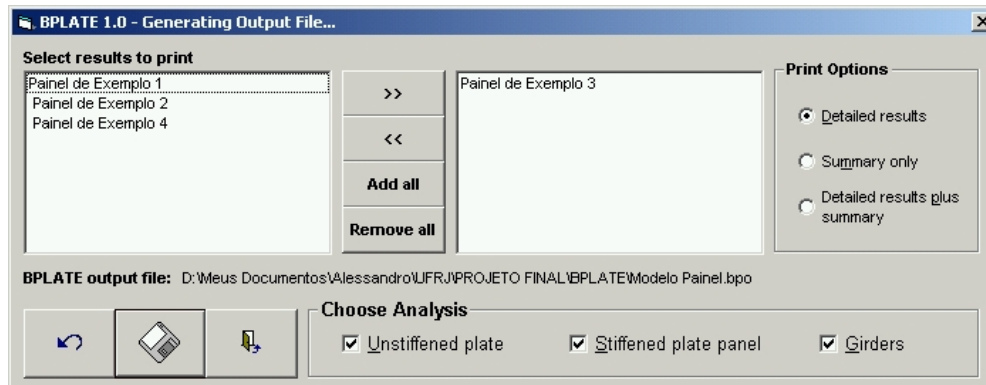 BPLATE 1.0 - Generating Output File...
Select results to print
Painel de Exemplo 1
Painel de Exemplo 2
Painel de Exemplo 4
>>
<<
Add all
Remove all
Painel de Exemplo 3
Print Options
Detailed results
Summary only
Detailed results plus
summary
BPLATE output file: D:\Meus Documentos\Alessandro\UFRJ\PROJETO FINAL\BPLATE\Modelo Painel.bpo
Choose Analysis
Unstiffened plate
Stiffened plate panel
Girders